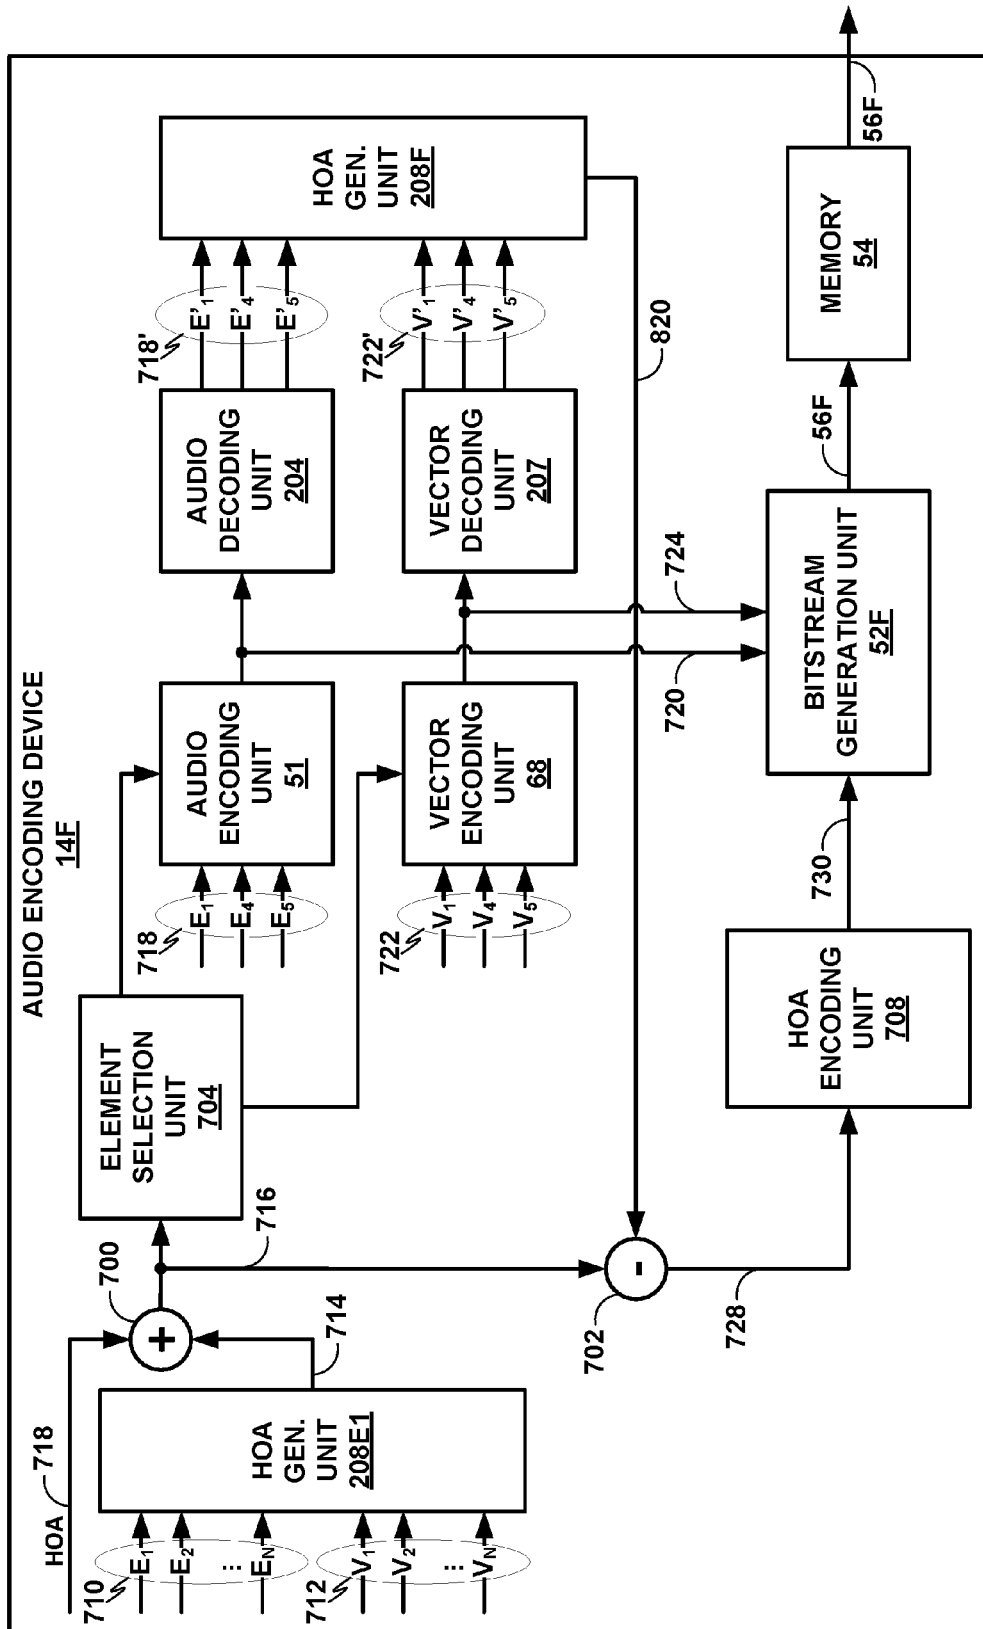 AUDIO ENCODING DEVICE
14F
HOA
718
710
E1
E2
...
EN
712
V1
V2
...
VN
HOA
GEN.
UNIT
208E1
714
+
700
716
ELEMENT
SELECTION
UNIT
704
-
702
728
718
E1
E4
E5
722
V1
V4
V5
AUDIO
ENCODING
UNIT
51
VECTOR
ENCODING
UNIT
68
AUDIO
DECODING
UNIT
204
VECTOR
DECODING
UNIT
207
718'
E'1
E'4
E'5
722'
V'1
V'4
V'5
HOA
GEN.
UNIT
208F
820
720
724
HOA
ENCODING
UNIT
708
730
BITSTREAM
GENERATION UNIT
52F
56F
MEMORY
54
56F